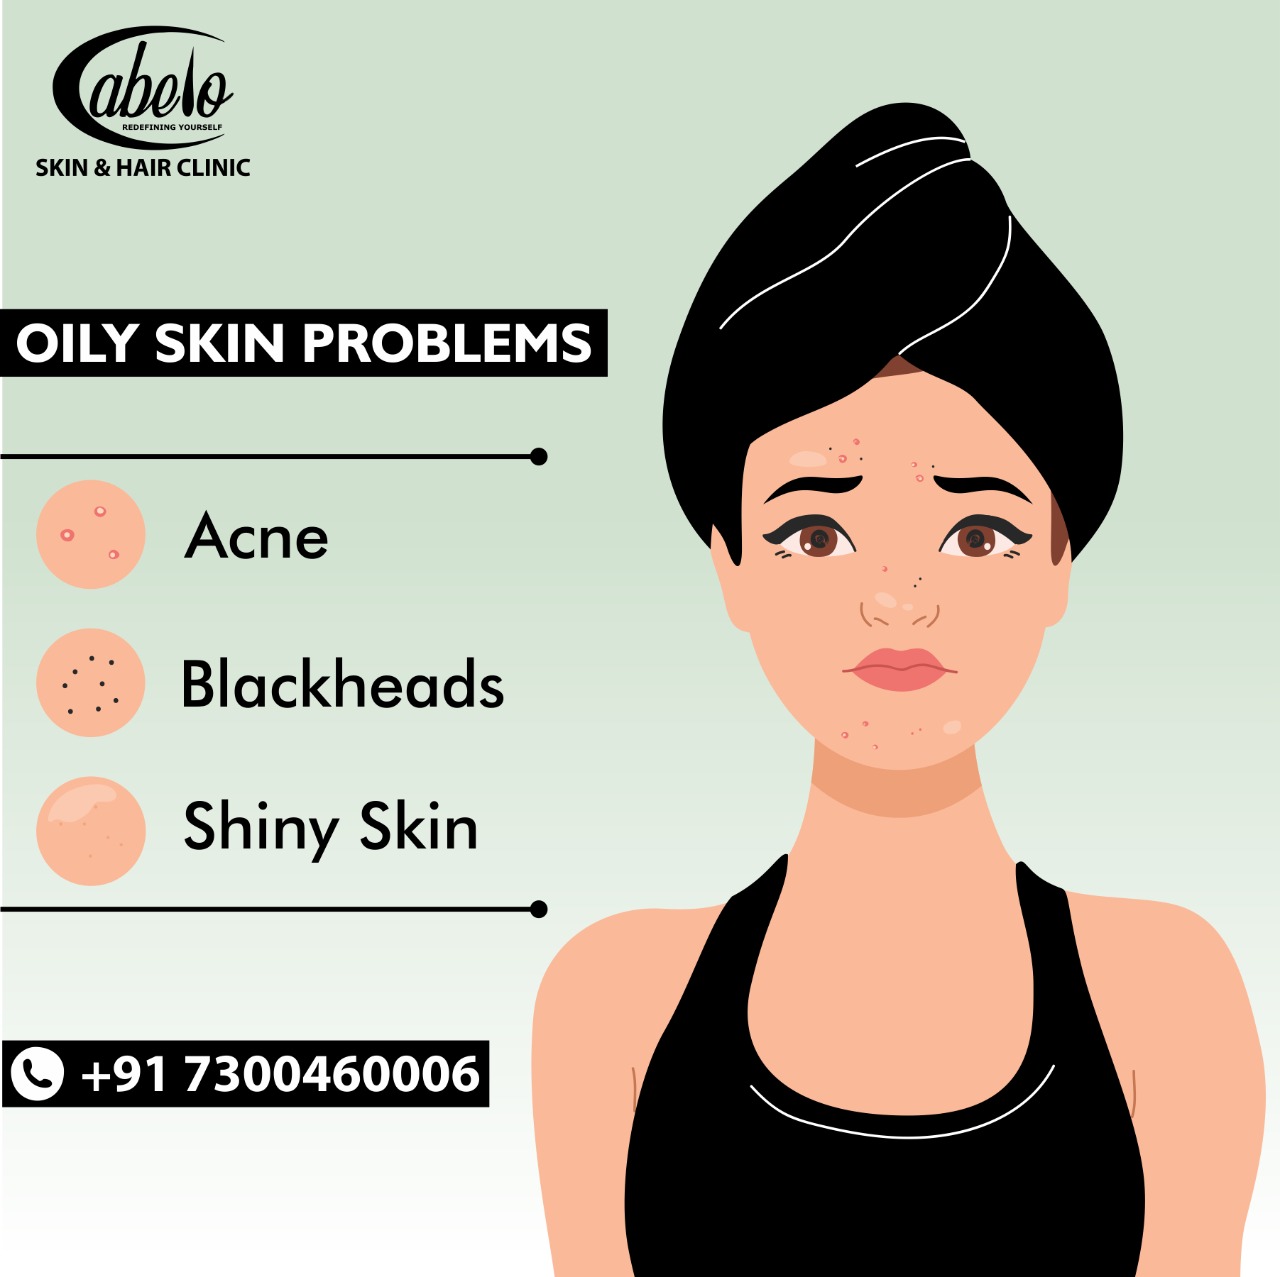 Cabelo
REDEFINING YOURSELF
SKIN & HAIR CLINIC
OILY SKIN PROBLEMS
Acne
Blackheads
Shiny Skin
+91 7300460006